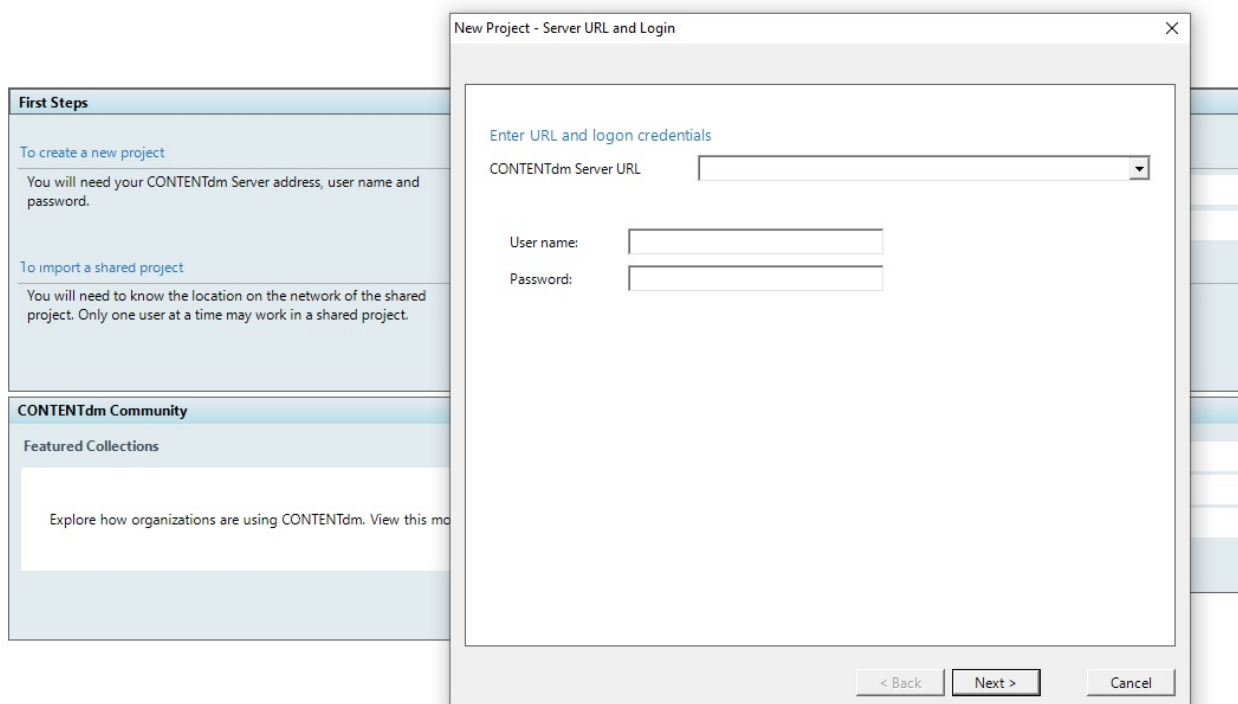 New Project - Server URL and Login
First Steps
To create a new project
You will need your CONTENTdm Server address, user name and
password.
To import a shared project
You will need to know the location on the network of the shared
project. Only one user at a time may work in a shared project.
CONTENTdm Community
Featured Collections
Explore how organizations are using CONTENTdm. View this mo
Enter URL and logon credentials
CONTENTdm Server URL
User name:
Password:
< Back
Next >
Cancel